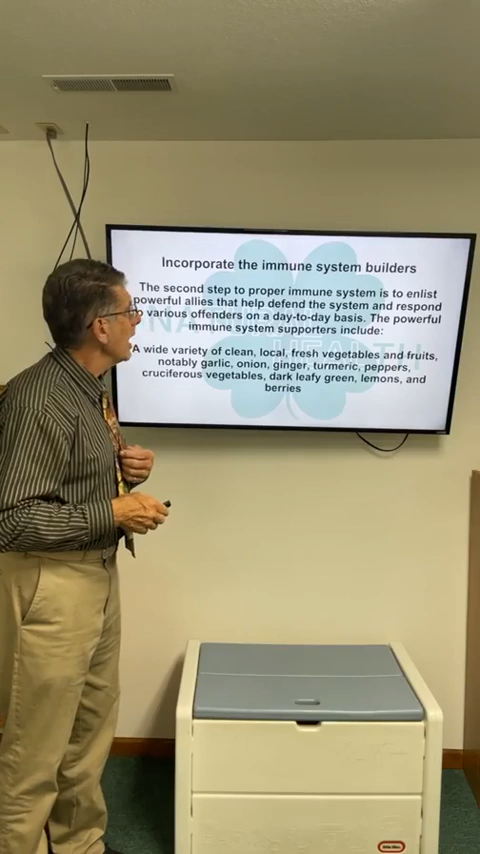 Incorporate the immune system builders
The second step to proper immune system is to enlist
powerful allies that help defend the system and respond
to various offenders on a day-to-day basis. The powerful
immune system supporters include:
*A wide variety of clean, local, fresh vegetables and fruits,
notably garlic, onion, ginger, turmeric, peppers,
cruciferous vegetables, dark leafy green, lemons, and
berries
HEALTH